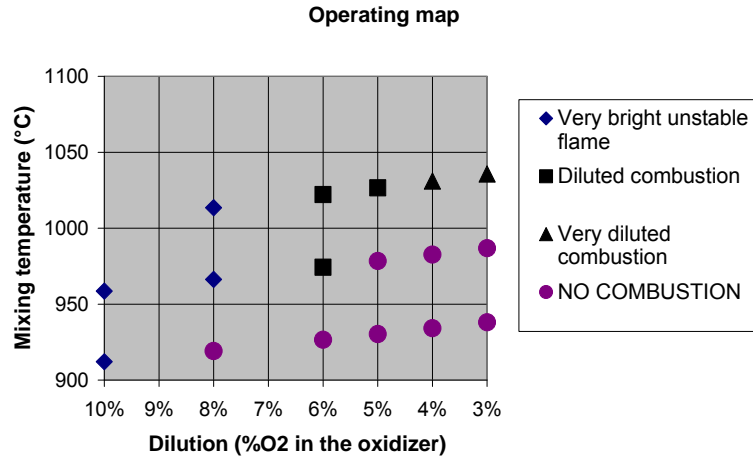 Operating map
1100
1050
1000
950
900
10% 9% 8% 7% 6% 5% 4% 3%
Mixing temperature (°C)
Dilution (%O2 in the oxidizer)
Very bright unstable
flame
Diluted combustion
Very diluted
combustion
NO COMBUSTION